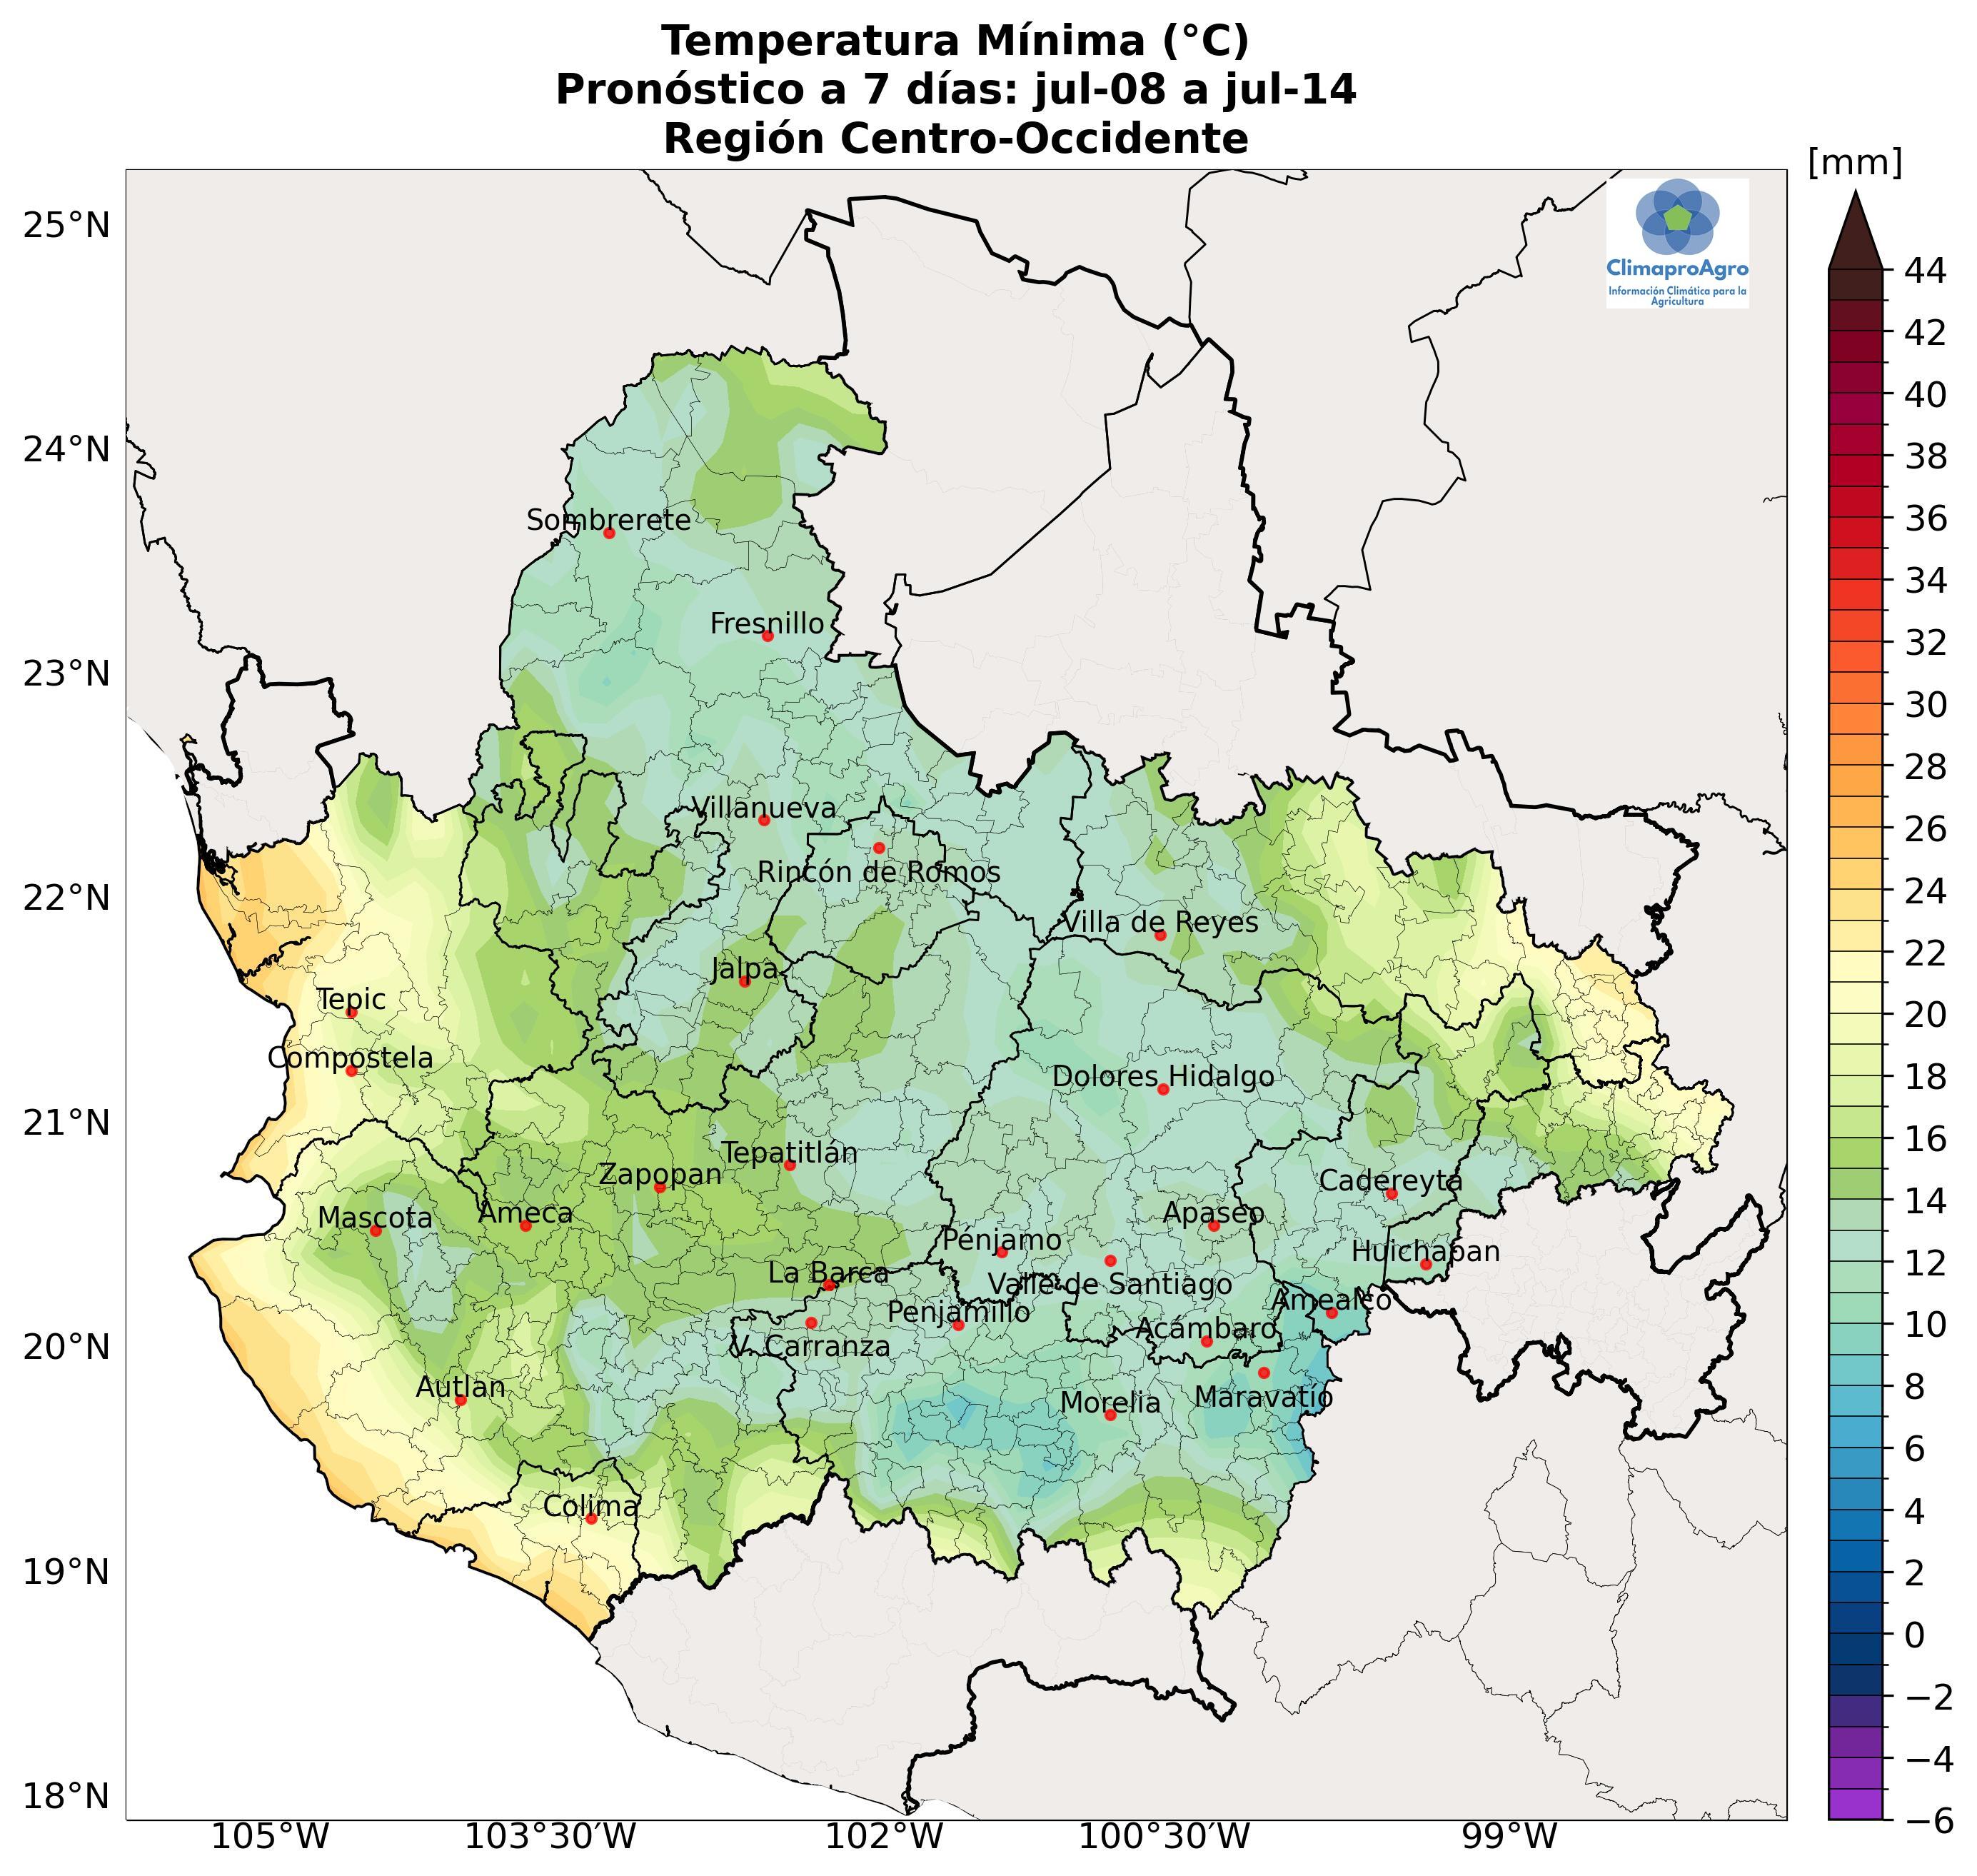 Temperatura Mínima (°C)
Pronóstico a 7 días: jul-08 a jul-14
Región Centro-Occidente
[mm]
ClimaproAgro
Información Climática para la
Agricultura
25°N
24°N
23°N
22°N
21°N
20°N
19°N
18°N
Sombrerete
Fresnillo
Villanueva
Rincón de Romos
Villa de Reyes
Jalpa
Tepic
Compostela
Dolores Hidalgo
Tepatitlán
Zapopan
Cadereyta
Mascota
Ameca
Apaseo
Pénjamo
Huichapan
La Barca
Valle de Santiago
Amealco
Penjamillo
Acámbaro
V. Carranza
Autlan
Morelia
Maravatío
Colima
105°W
103°30′W
102°W
100°30′W
99°W
44
42
40
38
36
34
32
30
28
26
24
22
20
18
16
14
12
10
8
6
4
2
0
−2
−4
−6